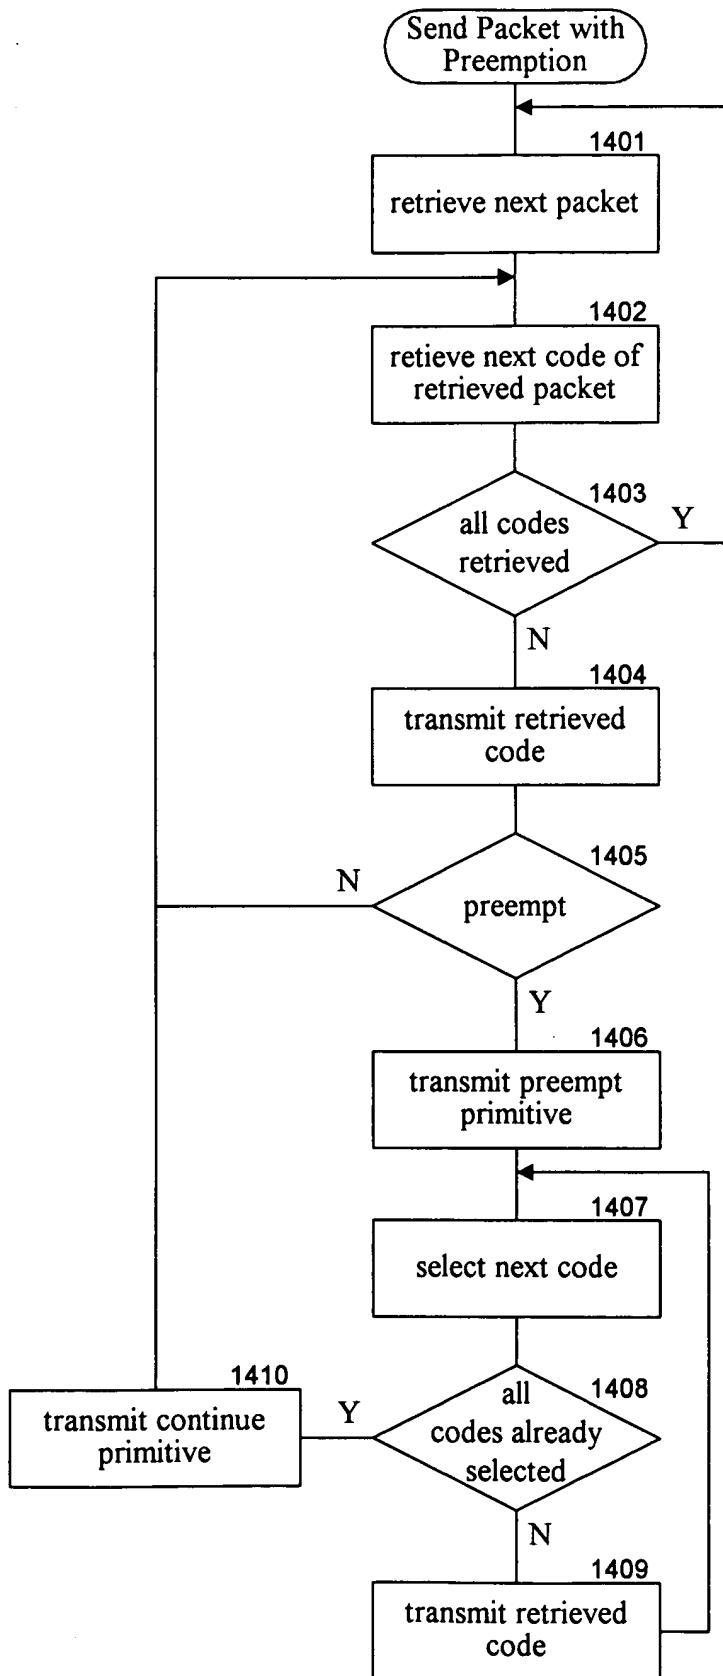 Send Packet with
Preemption
1401
retrieve next packet
1402
retieve next code of
retrieved packet
1403
all codes
retrieved
Y
N
1404
transmit retrieved
code
1405
preempt
N
Y
1406
transmit preempt
primitive
1407
select next code
1408
all
codes already
selected
Y
1410
transmit continue
primitive
N
1409
transmit retrieved
code